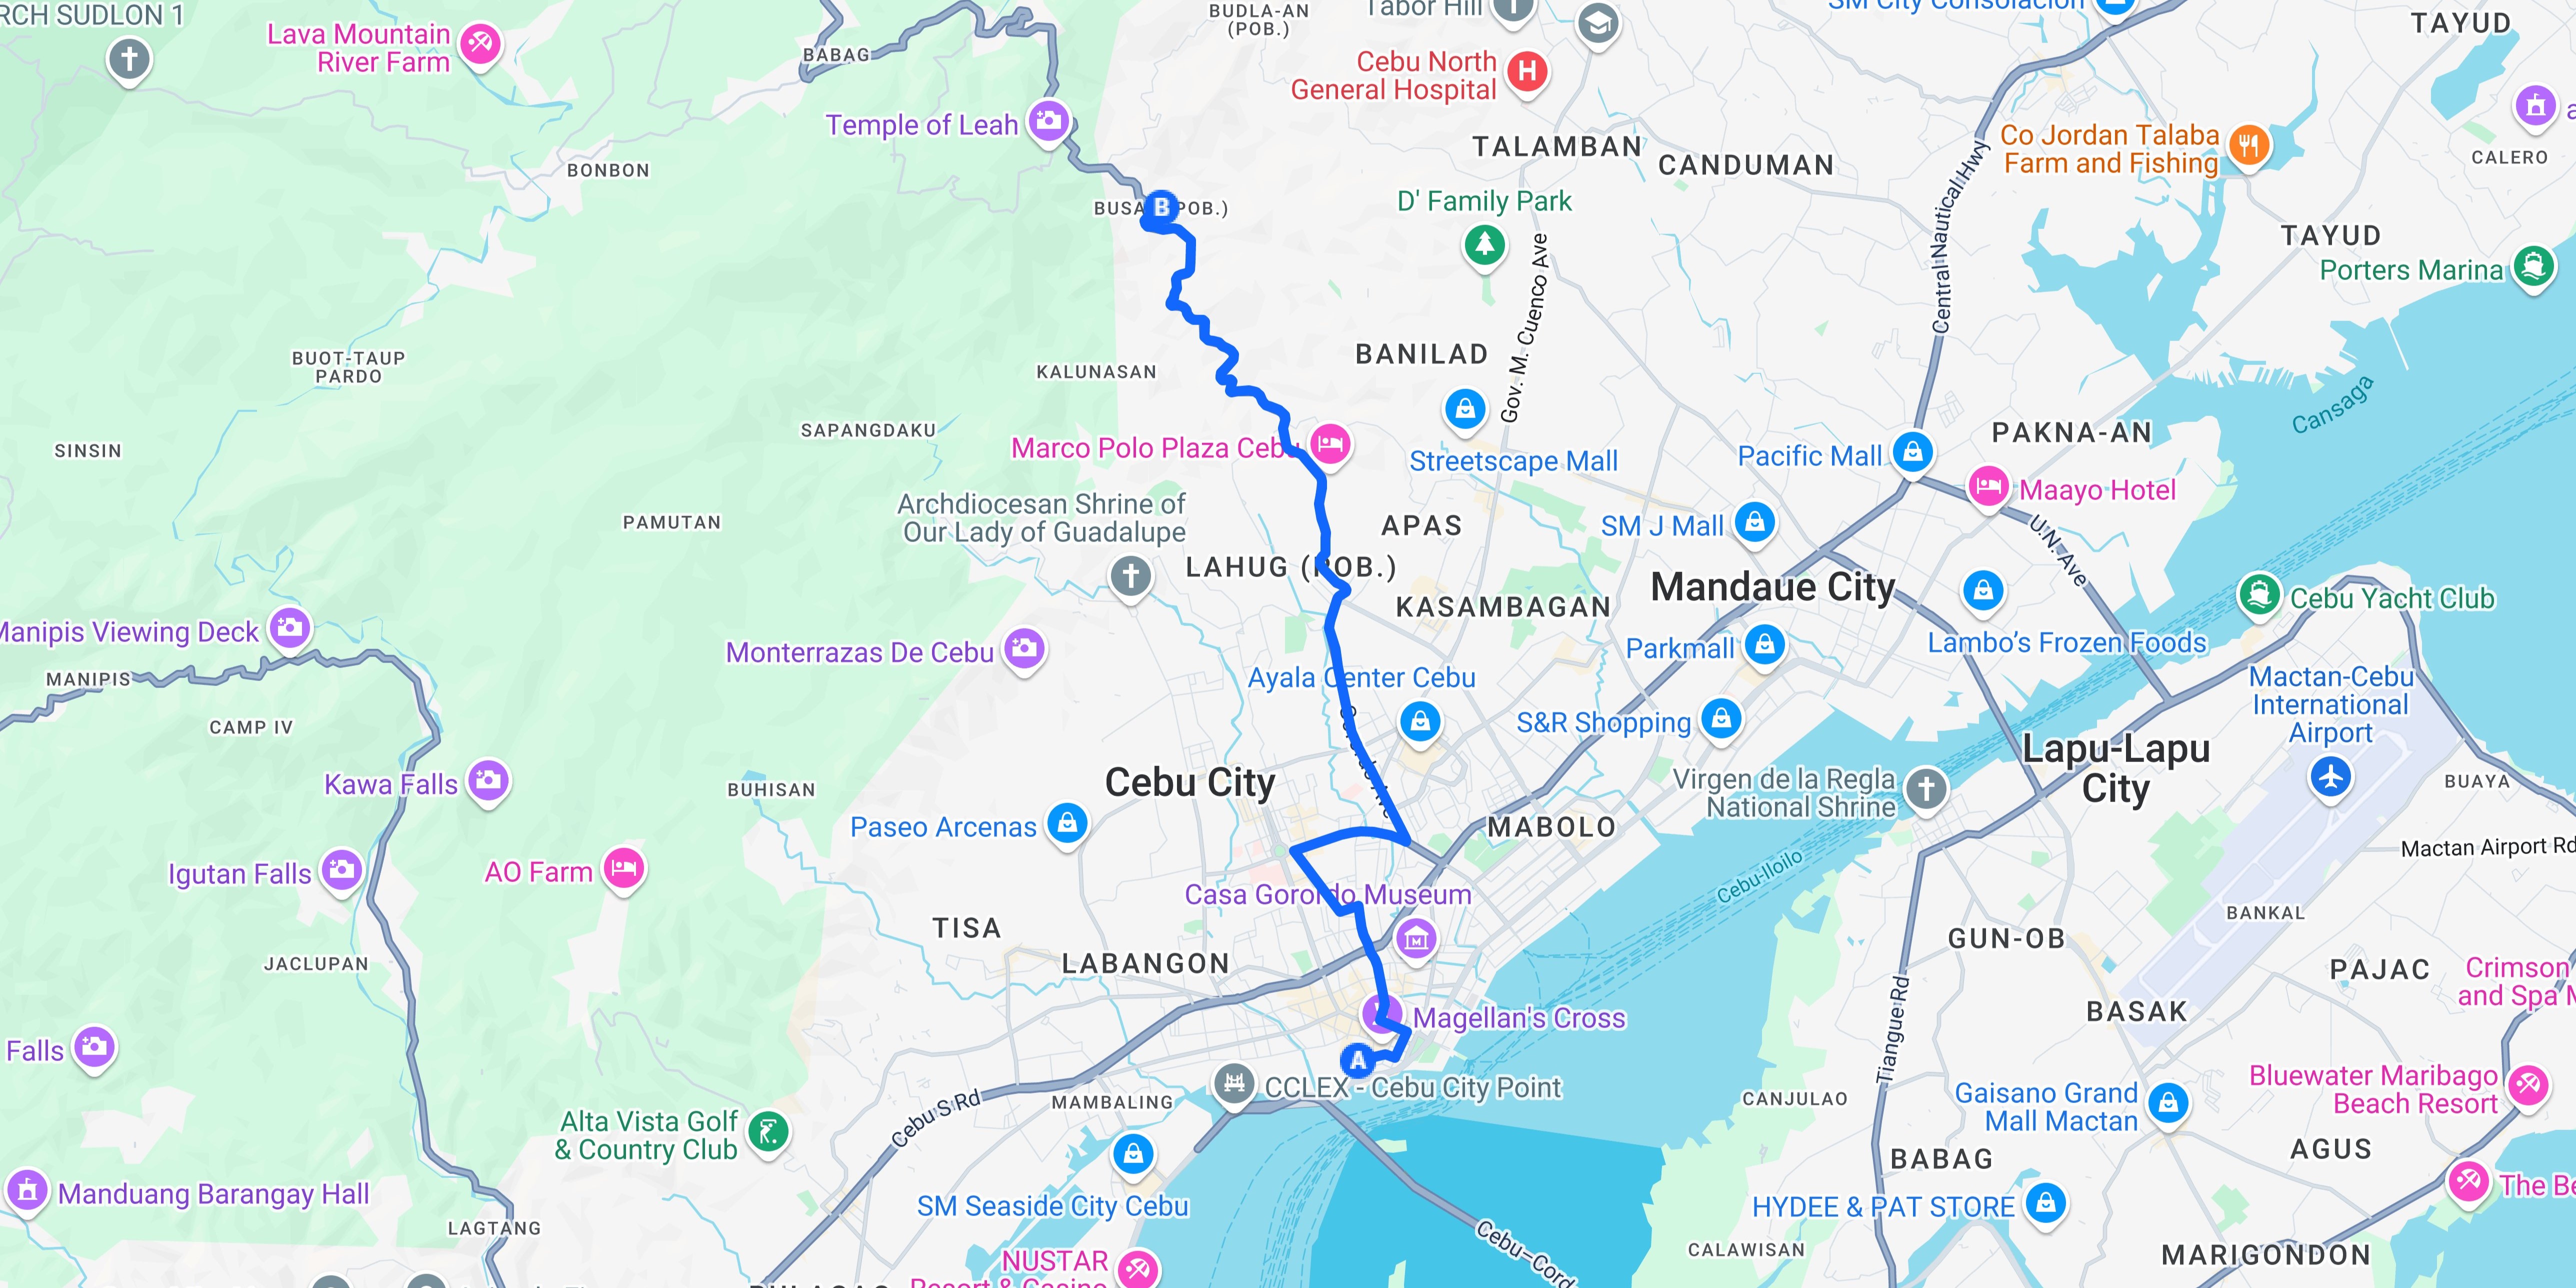 RCH SUDLON 1
Lava Mountain
River Farm
BABAG
BUDLA-AN
(POB.)
Tabor Hill
Cebu North
General Hospital
SM City Consolacion
TAYUD
Temple of Leah
BONBON
TALAMBAN
CANDUMAN
Co Jordan Talaba
Farm and Fishing
CALERO
Central Nautical Hwy
D' Family Park
B
(POB.)
TAYUD
Porters Marina
Gov. M. Cuenco Ave
BUOT-TAUP
PARDO
KALUNASAN
BANILAD
Cansaga
SINSIN
SAPANGDAKU
Marco Polo Plaza Cebu
Streetscape Mall
Pacific Mall
PAKNA-AN
Maayo Hotel
PAMUTAN
Archdiocesan Shrine of
Our Lady of Guadalupe
APAS
SM J Mall
U.N. Ave
LAHUG (POB.)
KASAMBAGAN
Mandaue City
Cebu Yacht Club
Manipis Viewing Deck
MANIPIS
Monterrazas De Cebu
Parkmall
Lambo's Frozen Foods
Ayala Center Cebu
Mactan-Cebu
International
Airport
CAMP IV
S&R Shopping
Kawa Falls
BUHISAN
Cebu City
Gorordo Ave
Virgen de la Regla
National Shrine
Lapu-Lapu
City
BUAYA
Paseo Arcenas
MABOLO
Mactan Airport Rd
Igutan Falls
AO Farm
Casa Gorordo Museum
Cebu-Iloilo
BANKAL
TISA
GUN-OB
JACLUPAN
LABANGON
PAJAC
Crimson
and Spa
Magellan's Cross
BASAK
Falls
A
CCLEX - Cebu City Point
Tiangue Rd
MAMBALING
Cebu S Rd
CANJULAO
Gaisano Grand
Mall Mactan
Bluewater Maribago
Beach Resort
Alta Vista Golf
& Country Club
BABAG
AGUS
Manduang Barangay Hall
SM Seaside City Cebu
HYDEE & PAT STORE
The Be
LAGTANG
Cebu–Cord
CALAWISAN
MARIGONDON
NUSTAR
Resort & Casino